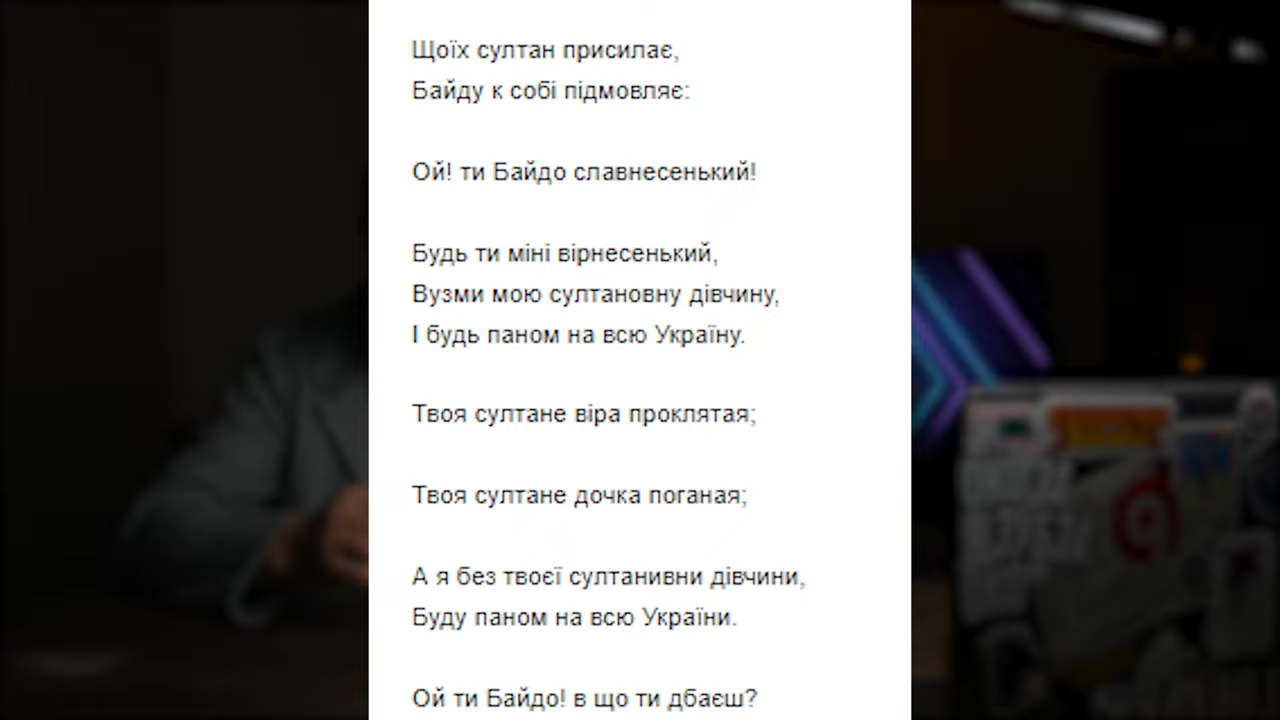 Щоїх султан присилає,
Байду к собі підмовляє:
Ой! ти Байдо славнесенький!
Будь ти міні вірнесенький,
Вузми мою султановну дівчину,
І будь паном на всю Україну.
Твоя султане віра проклятая;
Твоя султане дочка поганая;
А я без твоєї султанивни дівчини,
Буду паном на всю України.
Ой ти Байдо! в що ти дбаєш?